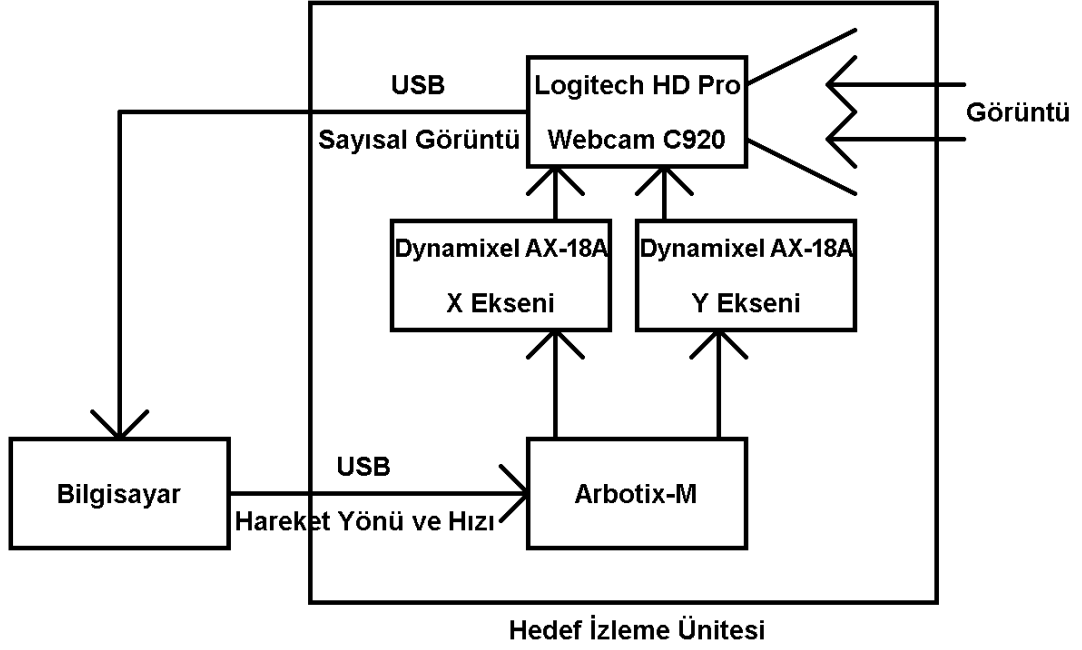 USB
Sayısal Görüntü
Logitech HD Pro
Webcam C920
Görüntü
Dynamixel AX-18A
X Ekseni
Dynamixel AX-18A
Y Ekseni
Bilgisayar
USB
Hareket Yönü ve Hızı
Arbotix-M
Hedef İzleme Ünitesi